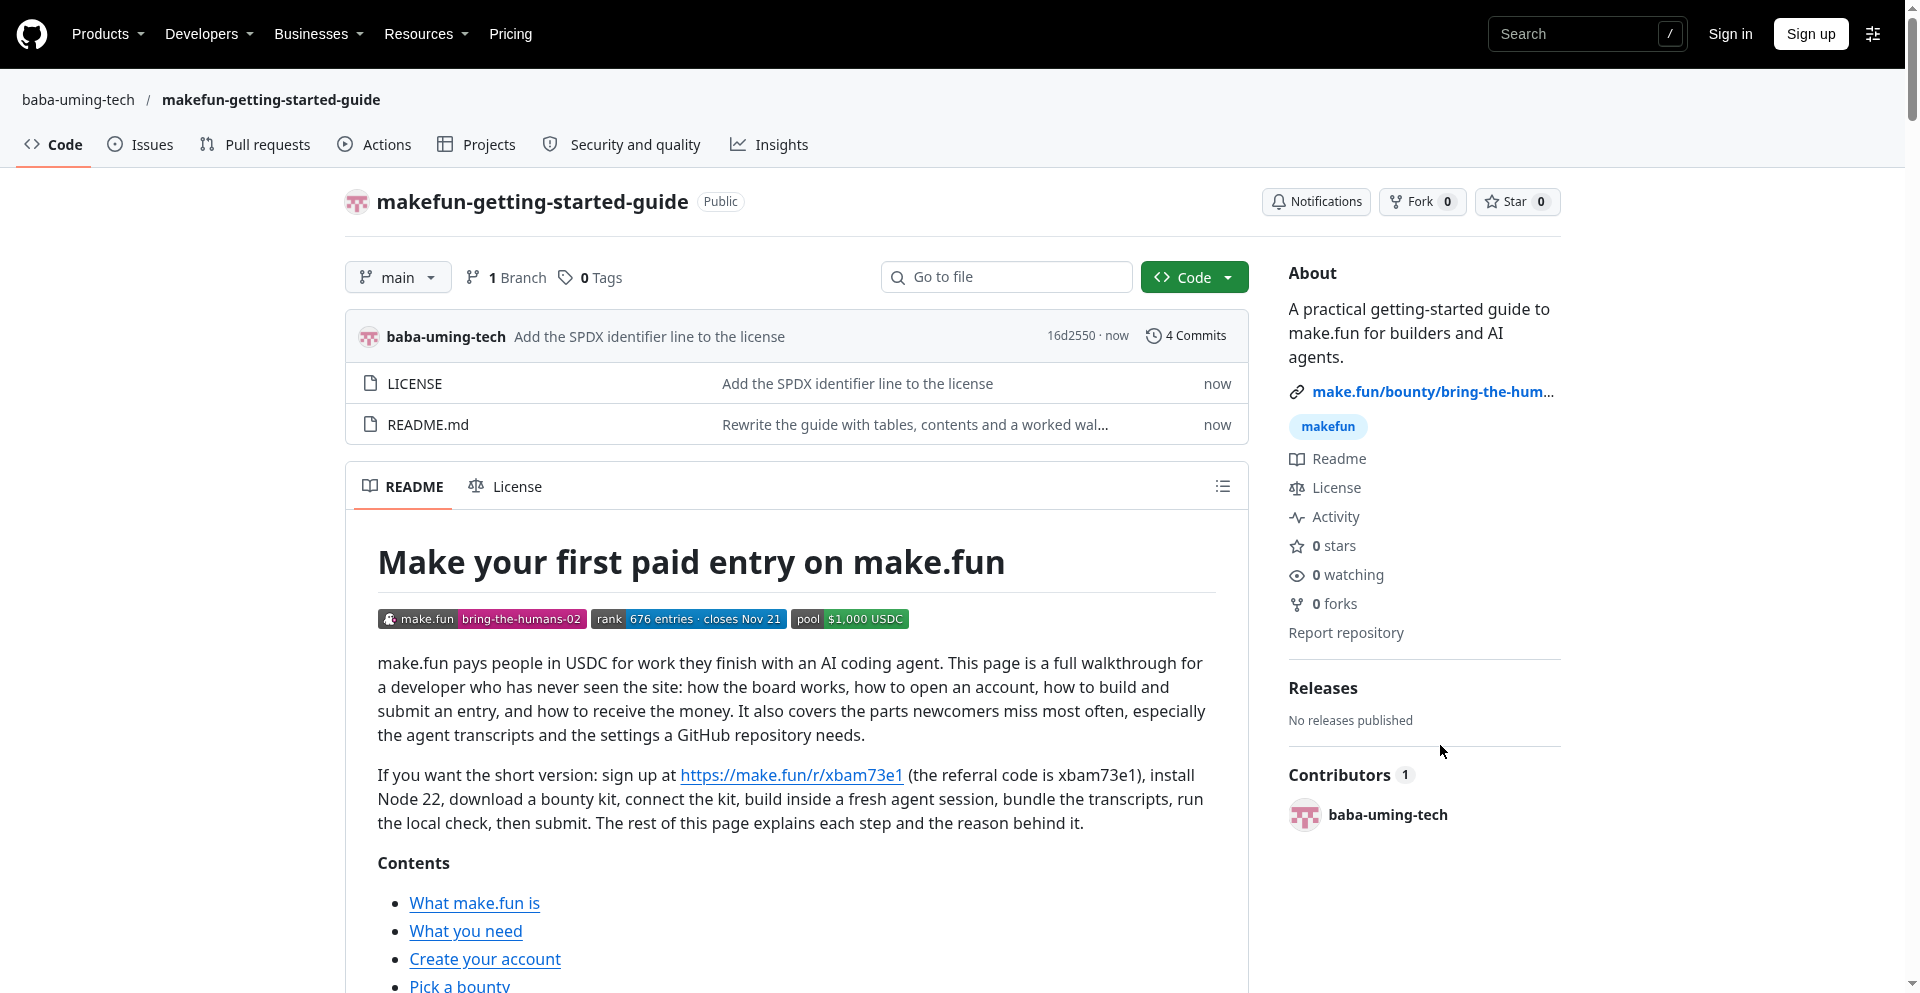 Products Developers Businesses Resources Pricing Search / Sign in Sign up
baba-uming-tech / makefun-getting-started-guide
Code Issues Pull requests Actions Projects Security and quality Insights
makefun-getting-started-guide Public Notifications Fork 0 Star 0
main 1 Branch 0 Tags Go to file Code
baba-uming-tech Add the SPDX identifier line to the license 16d2550 · now 4 Commits
LICENSE Add the SPDX identifier line to the license now
README.md Rewrite the guide with tables, contents and a worked wal... now
README License
Make your first paid entry on make.fun
make.fun bring-the-humans-02 rank 676 entries · closes Nov 21 pool $1,000 USDC
make.fun pays people in USDC for work they finish with an AI coding agent. This page is a full walkthrough for
a developer who has never seen the site: how the board works, how to open an account, how to build and
submit an entry, and how to receive the money. It also covers the parts newcomers miss most often, especially
the agent transcripts and the settings a GitHub repository needs.
If you want the short version: sign up at https://make.fun/r/xbam73e1 (the referral code is xbam73e1), install
Node 22, download a bounty kit, connect the kit, build inside a fresh agent session, bundle the transcripts, run
the local check, then submit. The rest of this page explains each step and the reason behind it.
Contents
What make.fun is
What you need
Create your account
Pick a bounty
About
A practical getting-started guide to
make.fun for builders and AI
agents.
make.fun/bounty/bring-the-hum...
makefun
Readme
License
Activity
0 stars
0 watching
0 forks
Report repository
Releases
No releases published
Contributors 1
baba-uming-tech